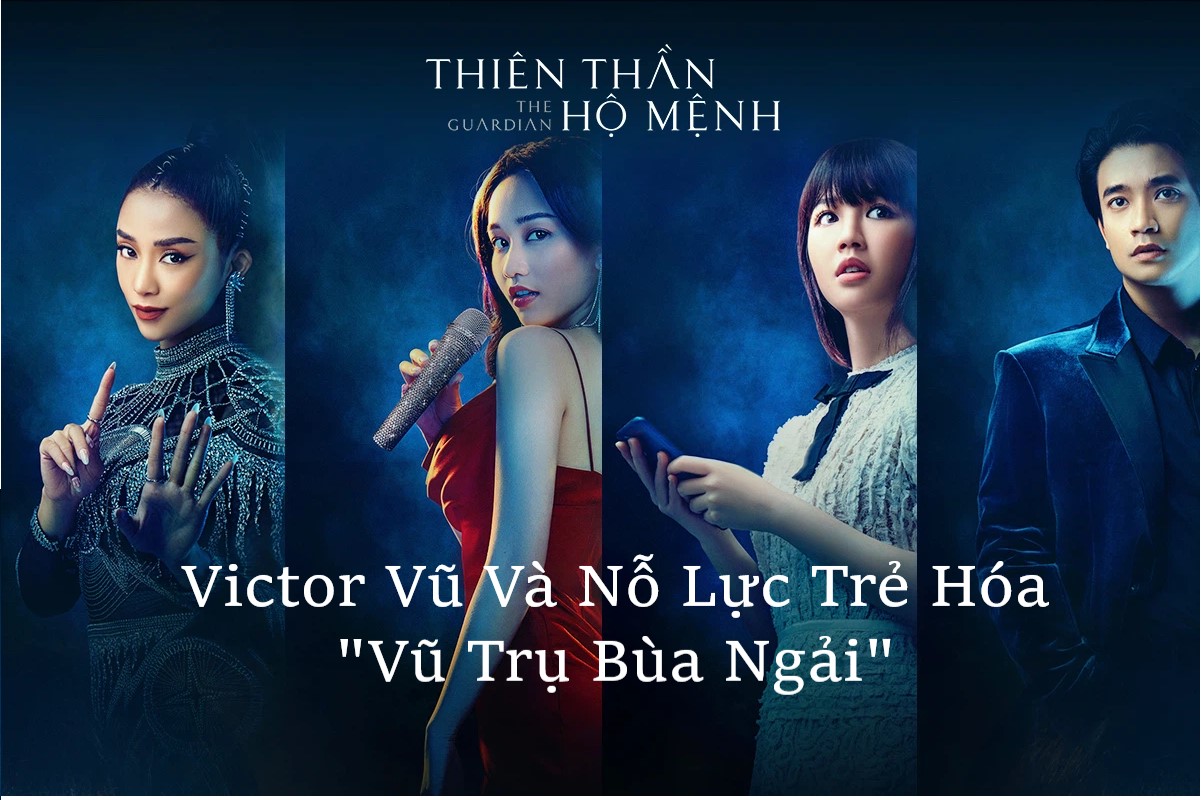 THIÊN THẦN
THE GUARDIAN HỘ MỆNH
Victor Vũ Và Nỗ Lực Trẻ Hóa
"Vũ Trụ Bùa Ngải"